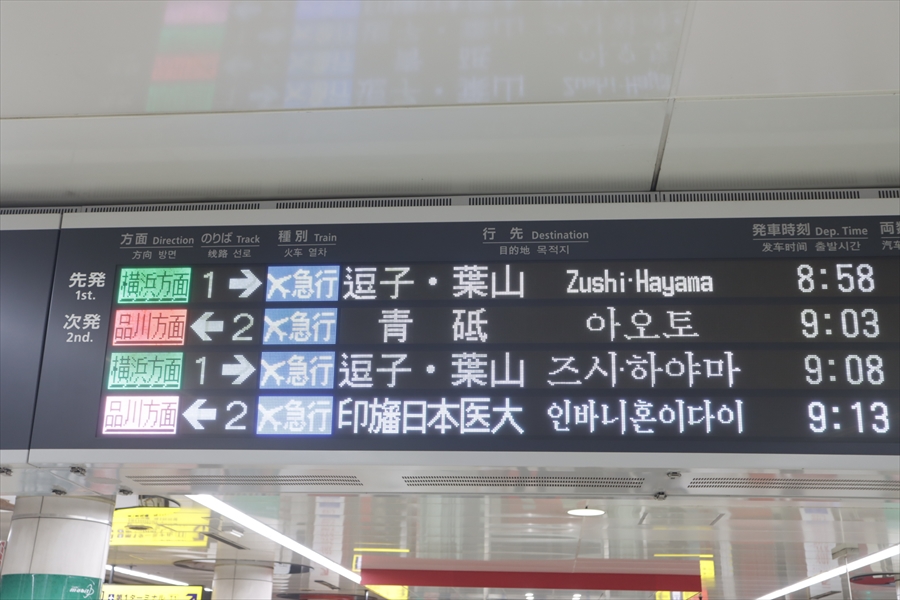 方面 Direction のりば Track 種別 Train 行先 Destination 発車時刻 Dep. Time 両
方向 방면 线路 선로 火车 열차 目的地 목적지 发车时间 출발시간 汽车
先発 1st. 横浜方面 1 → 急行 逗子・葉山 Zushi·Hayama 8:58
次発 2nd. 品川方面 ← 2 急行 青砥 아오토 9:03
横浜方面 1 → 急行 逗子・葉山 즈시·하야마 9:08
品川方面 ← 2 急行 印旛日本医大 인바니혼이다이 9:13